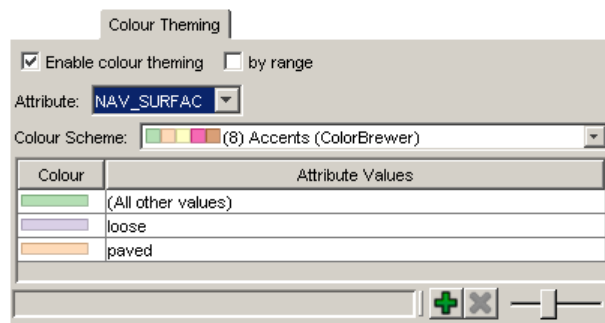 Colour Theming
Enable colour theming by range
Attribute: NAV_SURFAC
Colour Scheme: (8) Accents (ColorBrewer)
Colour Attribute Values
(All other values)
loose
paved